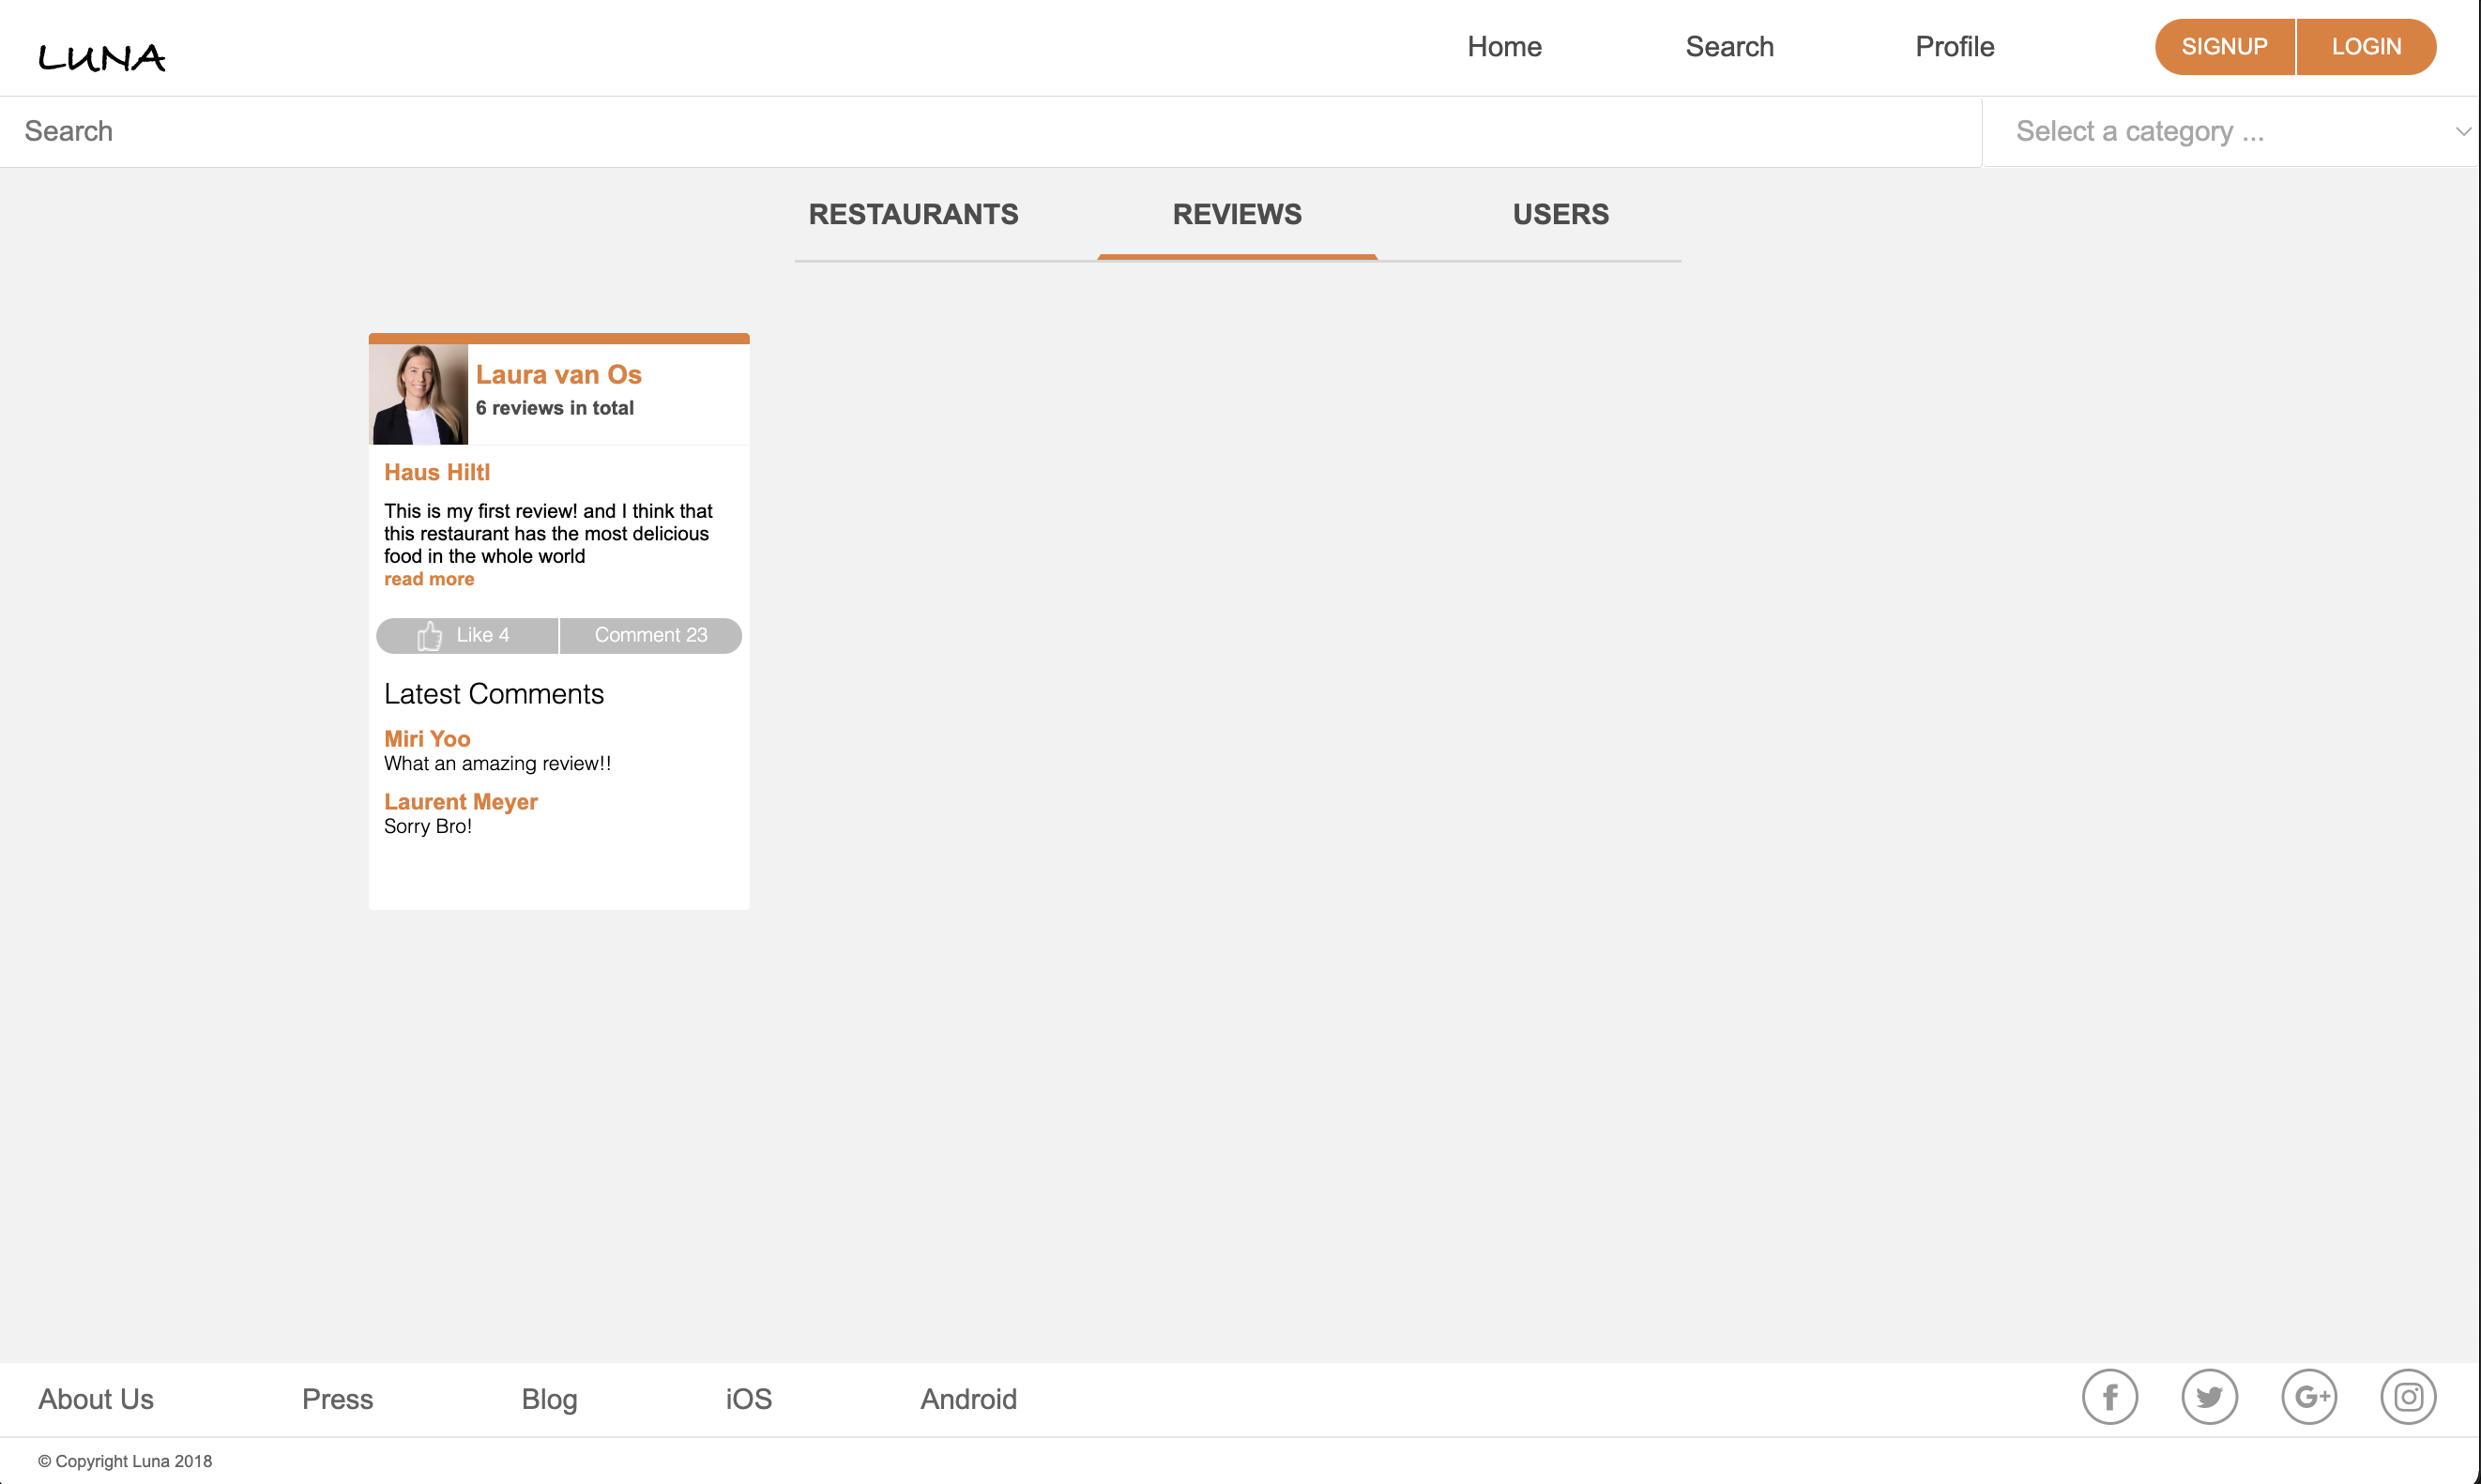 LUNA
Home Search Profile SIGNUP LOGIN
Search Select a category ...
RESTAURANTS REVIEWS USERS
Laura van Os
6 reviews in total
Haus Hiltl
This is my first review! and I think that
this restaurant has the most delicious
food in the whole world
read more
Like 4 Comment 23
Latest Comments
Miri Yoo
What an amazing review!!
Laurent Meyer
Sorry Bro!
About Us Press Blog iOS Android
© Copyright Luna 2018